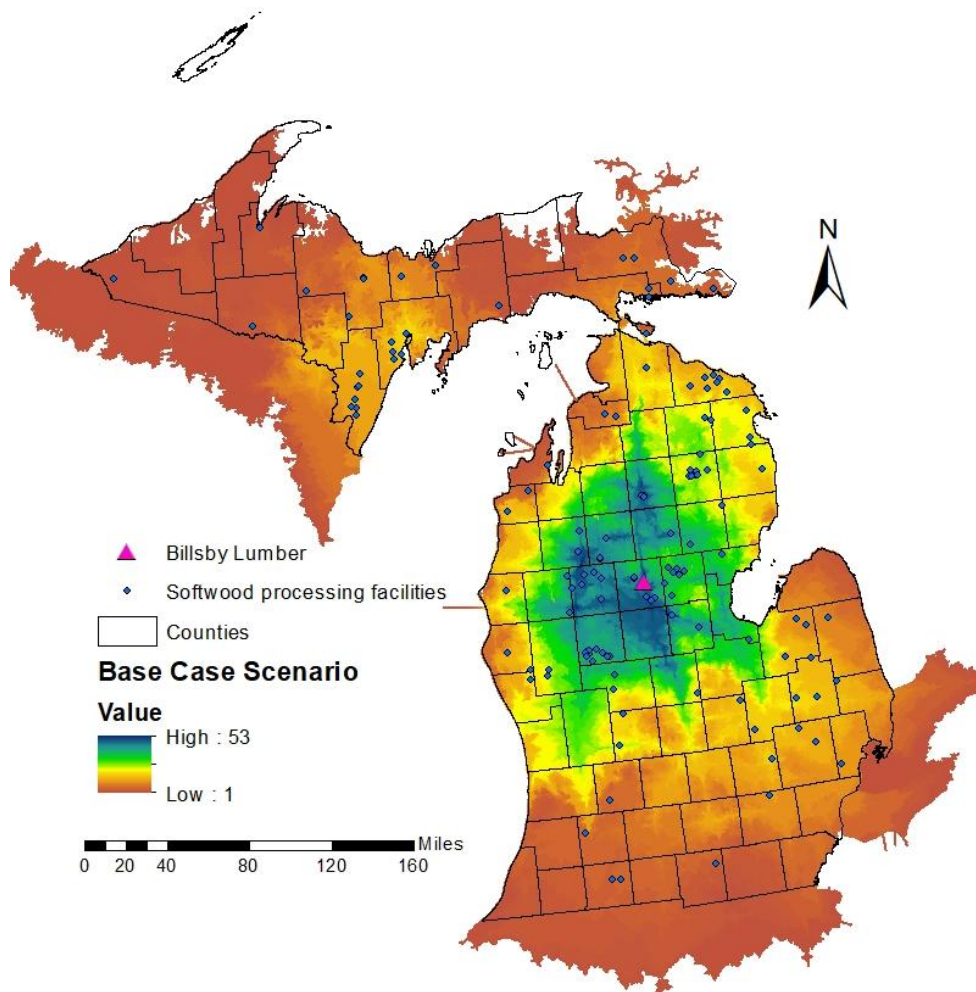 N
Billsby Lumber
Softwood processing facilities
Counties
Base Case Scenario
Value
High : 53
Low : 1
Miles
0 20 40 80 120 160